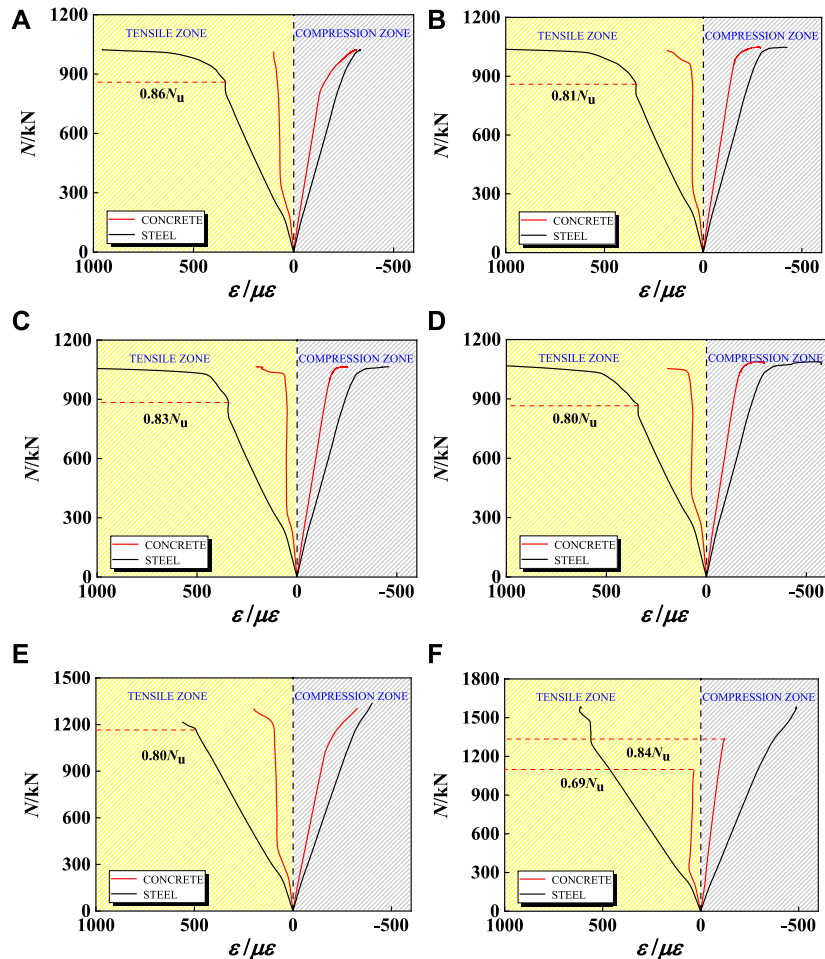 A
TENSILE ZONE
COMPRESSION ZONE
1200
900
600
300
0
N/kN
0.86Nu
CONCRETE
STEEL
1000
500
0
-500
ε/με
B
TENSILE ZONE
COMPRESSION ZONE
1200
900
600
300
0
N/kN
0.81Nu
CONCRETE
STEEL
1000
500
0
-500
ε/με
C
TENSILE ZONE
COMPRESSION ZONE
1200
900
600
300
0
N/kN
0.83Nu
CONCRETE
STEEL
1000
500
0
-500
ε/με
D
TENSILE ZONE
COMPRESSION ZONE
1200
900
600
300
0
N/kN
0.80Nu
CONCRETE
STEEL
1000
500
0
-500
ε/με
E
TENSILE ZONE
COMPRESSION ZONE
1500
1200
900
600
300
0
N/kN
0.80Nu
CONCRETE
STEEL
1000
500
0
-500
ε/με
F
TENSILE ZONE
COMPRESSION ZONE
1800
1500
1200
900
600
300
0
N/kN
0.84Nu
0.69Nu
CONCRETE
STEEL
1000
500
0
-500
ε/με